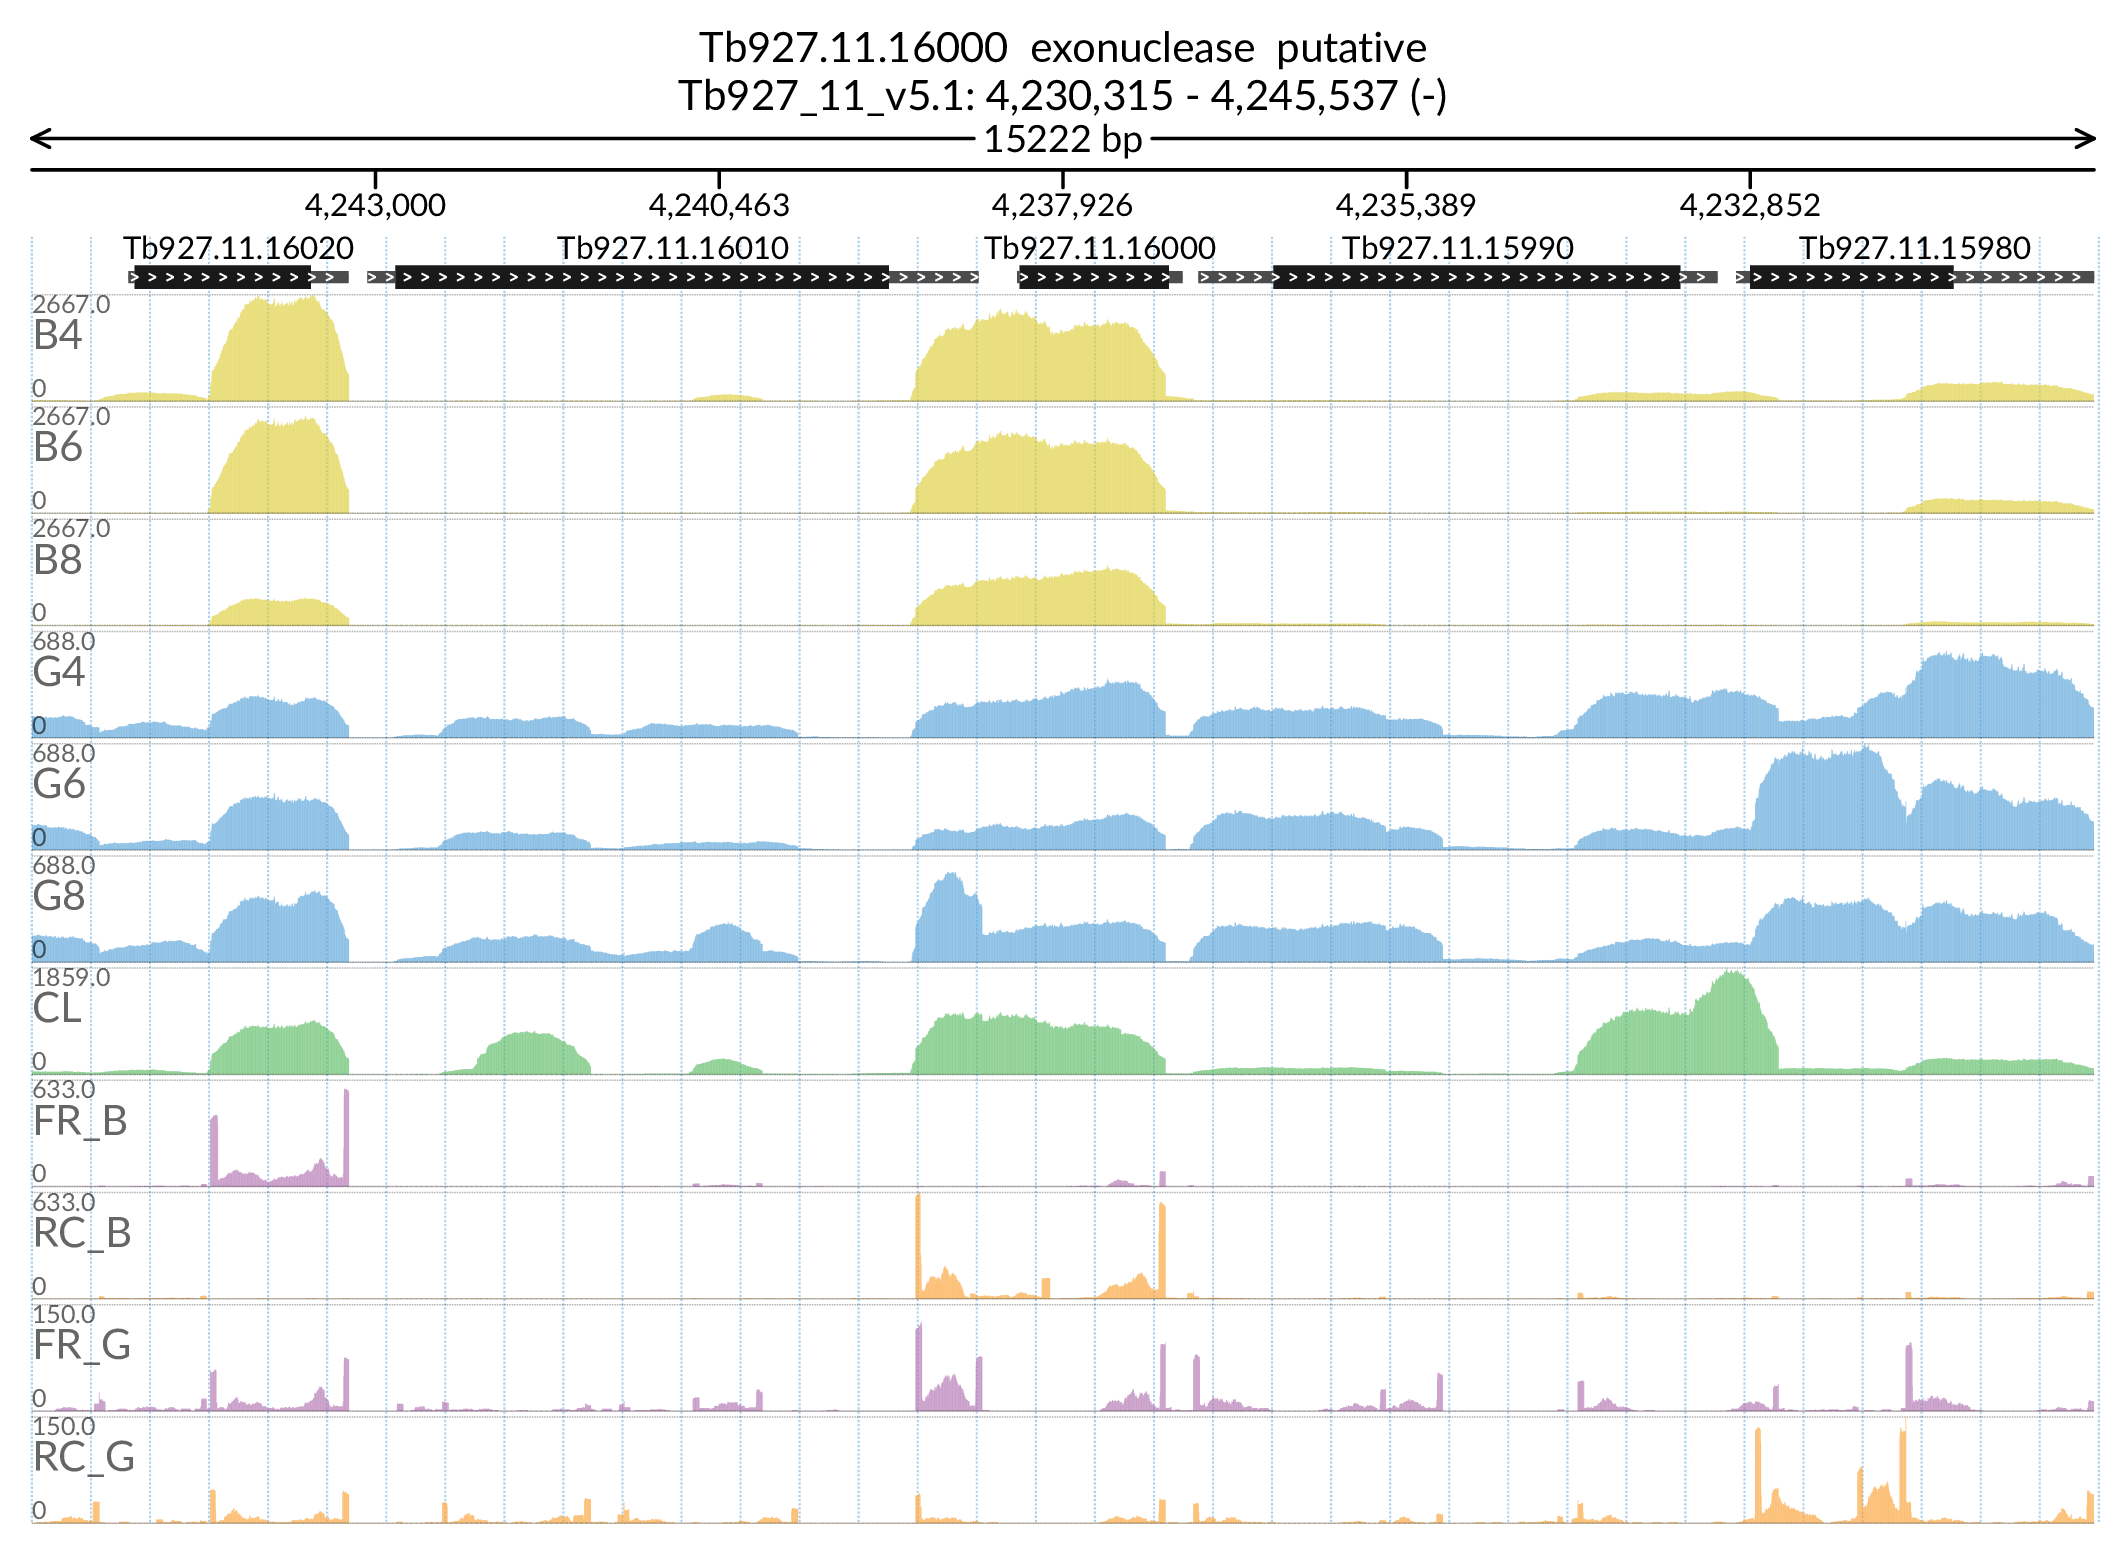 Tb927.11.16000 exonuclease putative
Tb927_11_v5.1: 4,230,315 - 4,245,537 (-)
15222 bp
4,243,000 4,240,463 4,237,926 4,235,389 4,232,852
Tb927.11.16020 Tb927.11.16010 Tb927.11.16000 Tb927.11.15990 Tb927.11.15980
2667.0
B4
0
2667.0
B6
0
2667.0
B8
0
688.0
G4
0
688.0
G6
0
688.0
G8
0
1859.0
CL
0
633.0
FR_B
0
633.0
RC_B
0
150.0
FR_G
0
150.0
RC_G
0